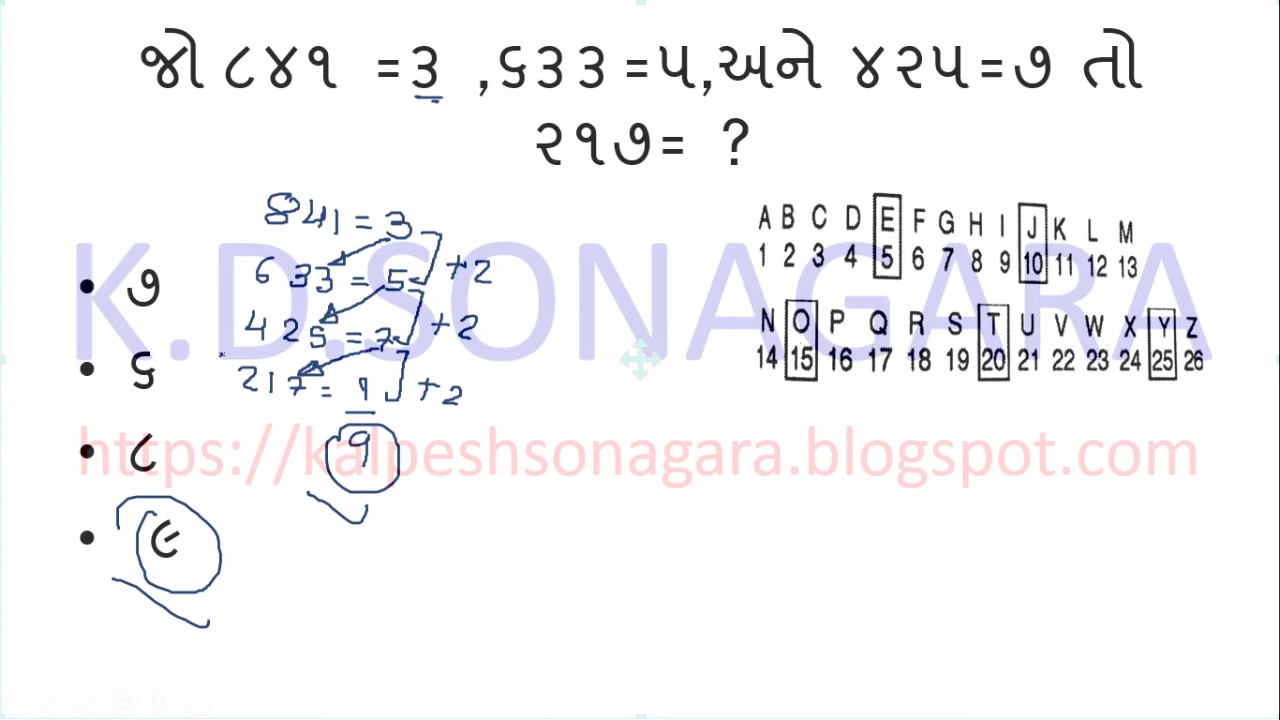 જો ૮૪૧ =૩ ,૬૩૩ =૫,અને ૪૨૫=૭ તો
૨૧૭= ?
841 = 3
633 = 5 +2
425 = 7 +2
217 = 9 +2
9
• ૭
• ૬
• ૮
• ૯
A B C D E F G H I J K L M
1 2 3 4 5 6 7 8 9 10 11 12 13
N O P Q R S T U V W X Y Z
14 15 16 17 18 19 20 21 22 23 24 25 26
K.D.SONAGARA
https://kalpeshsonagara.blogspot.com